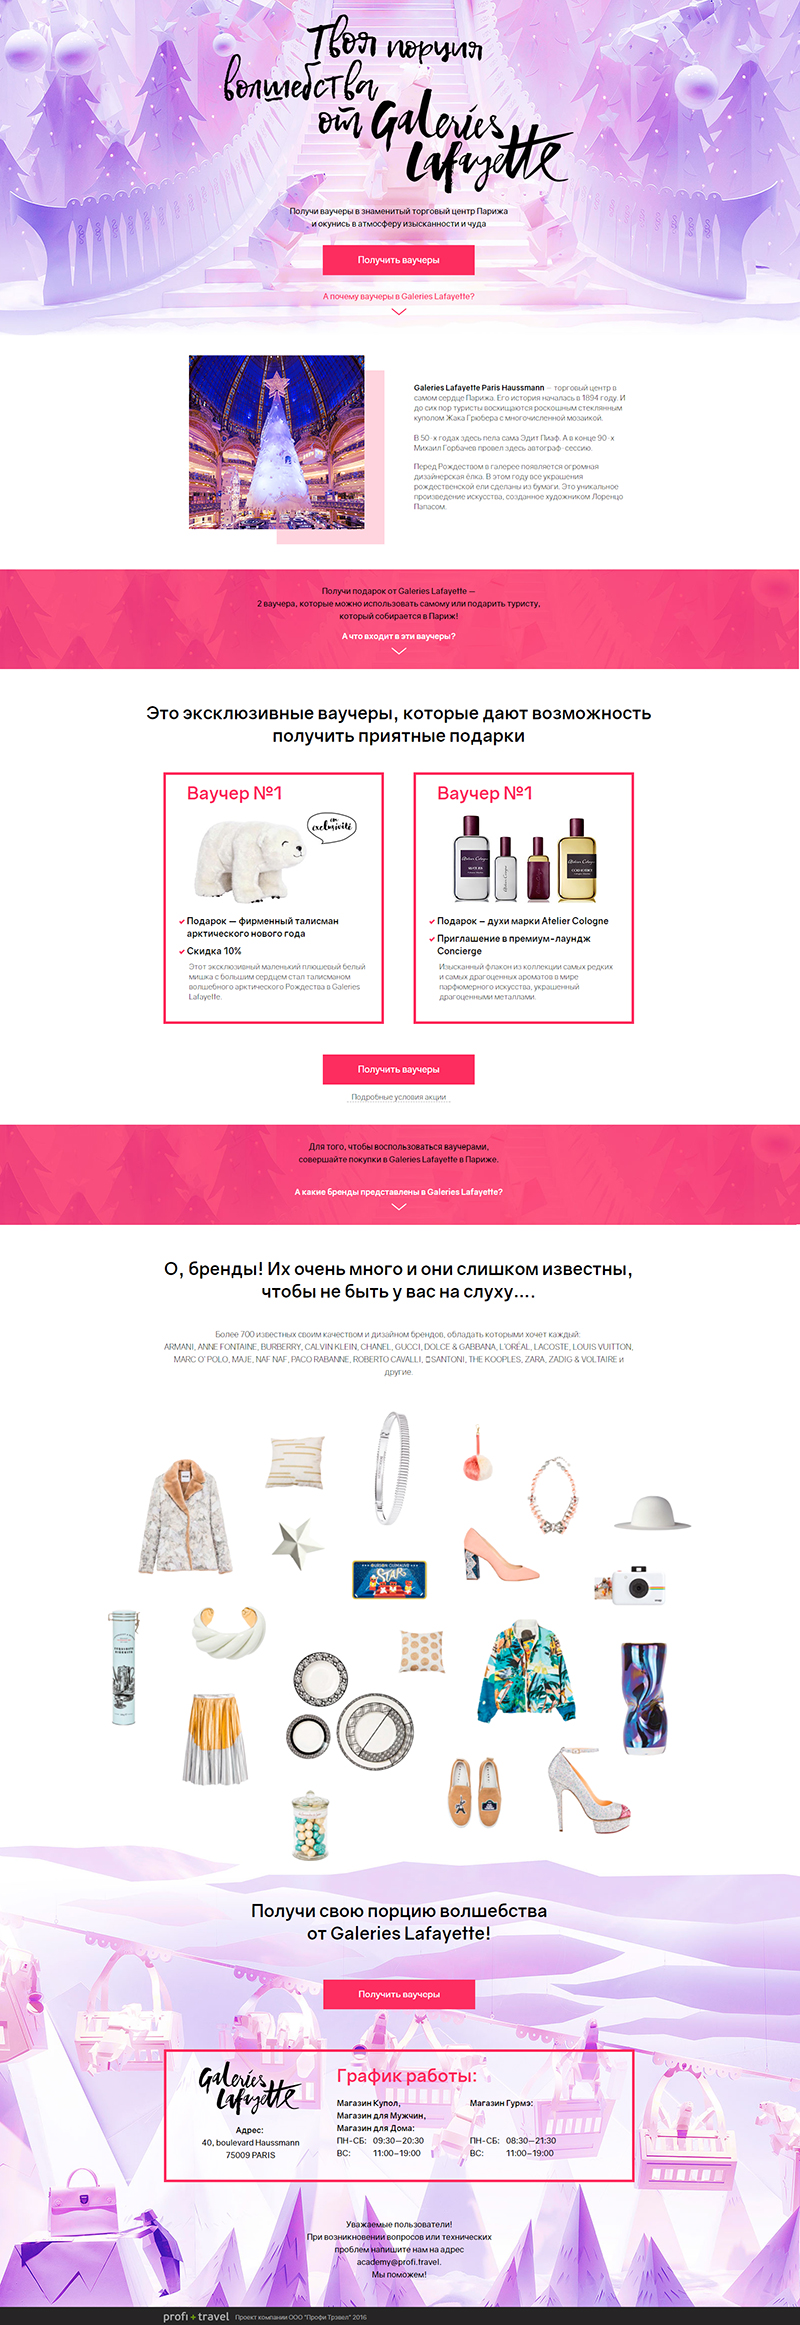 Твоя порция
волшебства
от Galeries
Lafayette
Получи ваучеры в знаменитый торговый центр Парижа
и окунись в атмосферу изысканности и чуда
Получить ваучеры
А почему ваучеры в Galeries Lafayette?
Galeries Lafayette Paris Haussmann — торговый центр в
самом сердце Парижа. Его история началась в 1894 году. И
до сих пор туристы восхищаются роскошным стеклянным
куполом Жака Грюбера с многочисленной мозаикой.
В 50-х годах здесь пела сама Эдит Пиаф. А в конце 90-х
Михаил Горбачев провел здесь автограф-сессию.
Перед Рождеством в галерее появляется огромная
дизайнерская ёлка. В этом году все украшения
рождественской ели сделаны из бумаги. Это уникальное
произведение искусства, созданное художником Лоренцо
Папасом.
Получи подарок от Galeries Lafayette —
2 ваучера, которые можно использовать самому или подарить туристу,
который собирается в Париж!
А что входит в эти ваучеры?
Это эксклюзивные ваучеры, которые дают возможность
получить приятные подарки
Ваучер №1
en
exclusivité
Подарок — фирменный талисман
арктического нового года
Скидка 10%
Этот эксклюзивный маленький плюшевый белый
мишка с большим сердцем стал талисманом
волшебного арктического Рождества в Galeries
Lafayette.
Ваучер №1
Подарок — духи марки Atelier Cologne
Приглашение в премиум-лаундж
Concierge
Изысканный флакон из коллекции самых редких
и самых драгоценных ароматов в мире
парфюмерного искусства, украшенный
драгоценными металлами.
Получить ваучеры
Подробные условия акции
Для того, чтобы воспользоваться ваучерами,
совершайте покупки в Galeries Lafayette в Париже.
А какие бренды представлены в Galeries Lafayette?
О, бренды! Их очень много и они слишком известны,
чтобы не быть у вас на слуху....
Более 700 известных своим качеством и дизайном брендов, обладать которыми хочет каждый:
ARMANI, ANNE FONTAINE, BURBERRY, CALVIN KLEIN, CHANEL, GUCCI, DOLCE & GABBANA, L'ORÉAL, LACOSTE, LOUIS VUITTON,
MARC O' POLO, MAJE, NAF NAF, PACO RABANNE, ROBERTO CAVALLI, SANTONI, THE KOOPLES, ZARA, ZADIG & VOLTAIRE и
другие.
STAR
Получи свою порцию волшебства
от Galeries Lafayette!
Получить ваучеры
Galeries
Lafayette
Адрес:
40, boulevard Haussmann
75009 PARIS
График работы:
Магазин Купол,
Магазин для Мужчин,
Магазин для Дома:
ПН-СБ: 09:30—20:30
ВС: 11:00—19:00
Магазин Гурмэ:
ПН-СБ: 08:30—21:30
ВС: 11:00—19:00
Уважаемые пользователи!
При возникновении вопросов или технических
проблем напишите нам на адрес
academy@profi.travel.
Мы поможем!
profi + travel Проект компании ООО "Профи Трэвел" 2016